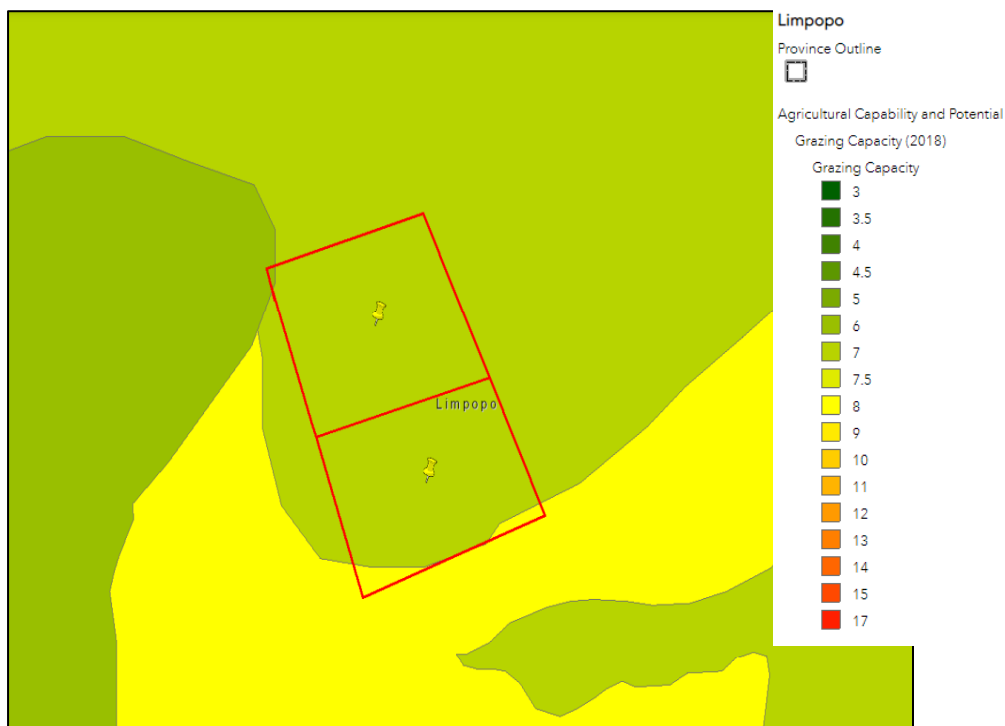 Limpopo
Province Outline
Agricultural Capability and Potential
Grazing Capacity (2018)
Grazing Capacity
3
3.5
4
4.5
5
6
7
7.5
8
9
10
11
12
13
14
15
17
Limpopo